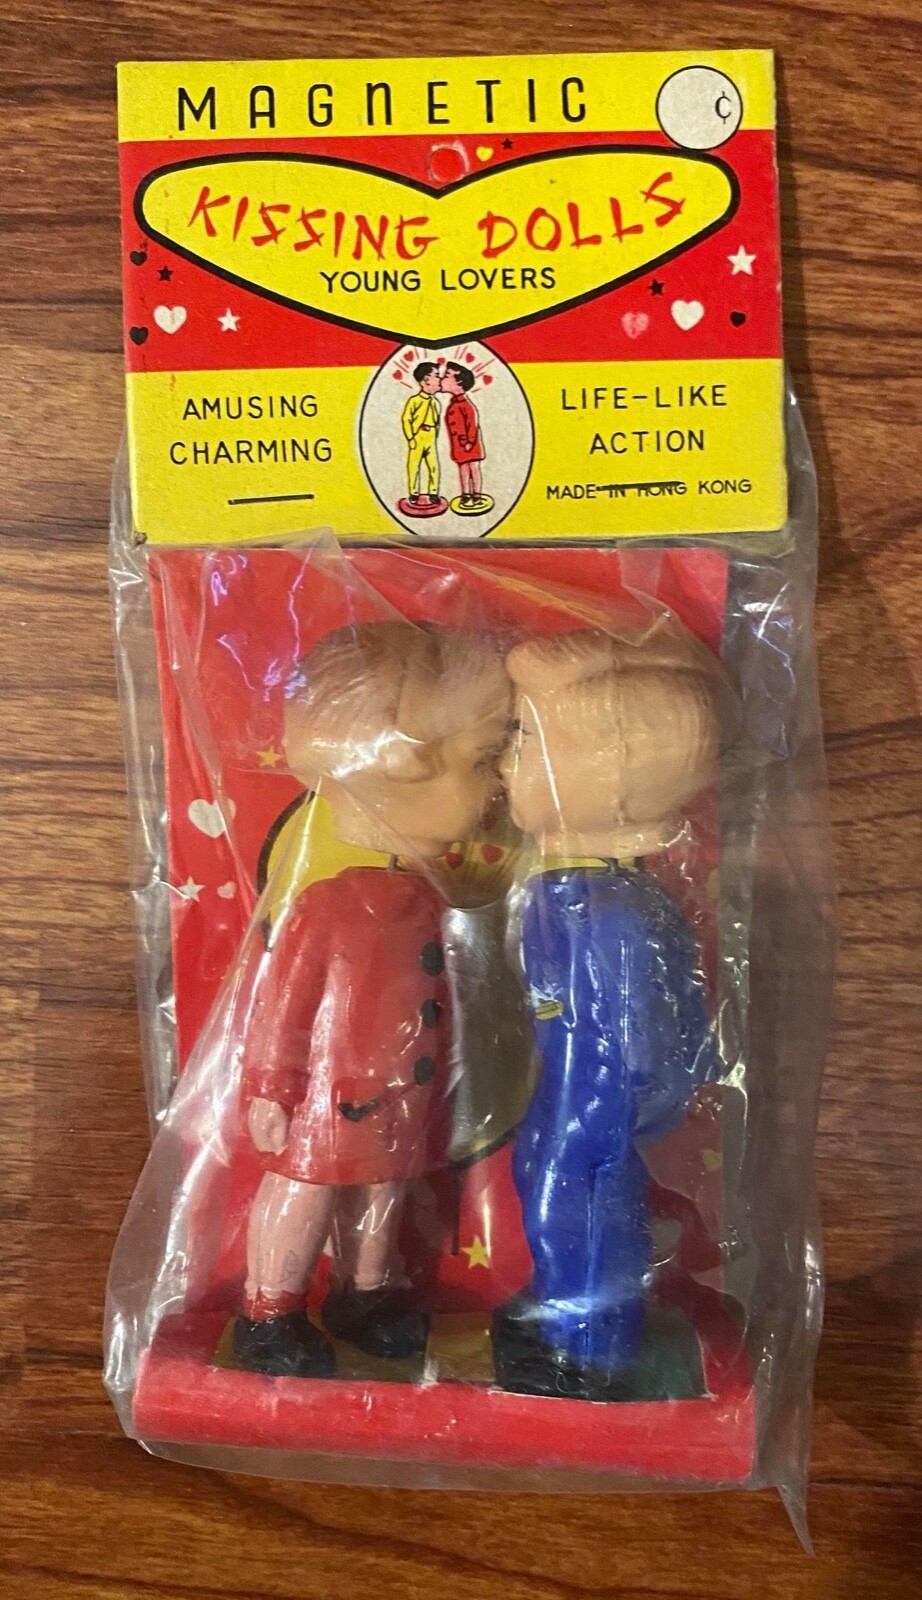 MAGNETIC
¢
KISSING DOLLS
YOUNG LOVERS
AMUSING
CHARMING
LIFE-LIKE
ACTION
MADE IN HONG KONG